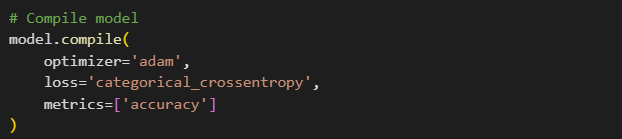 # Compile model
model.compile(
    optimizer='adam',
    loss='categorical_crossentropy',
    metrics=['accuracy']
)